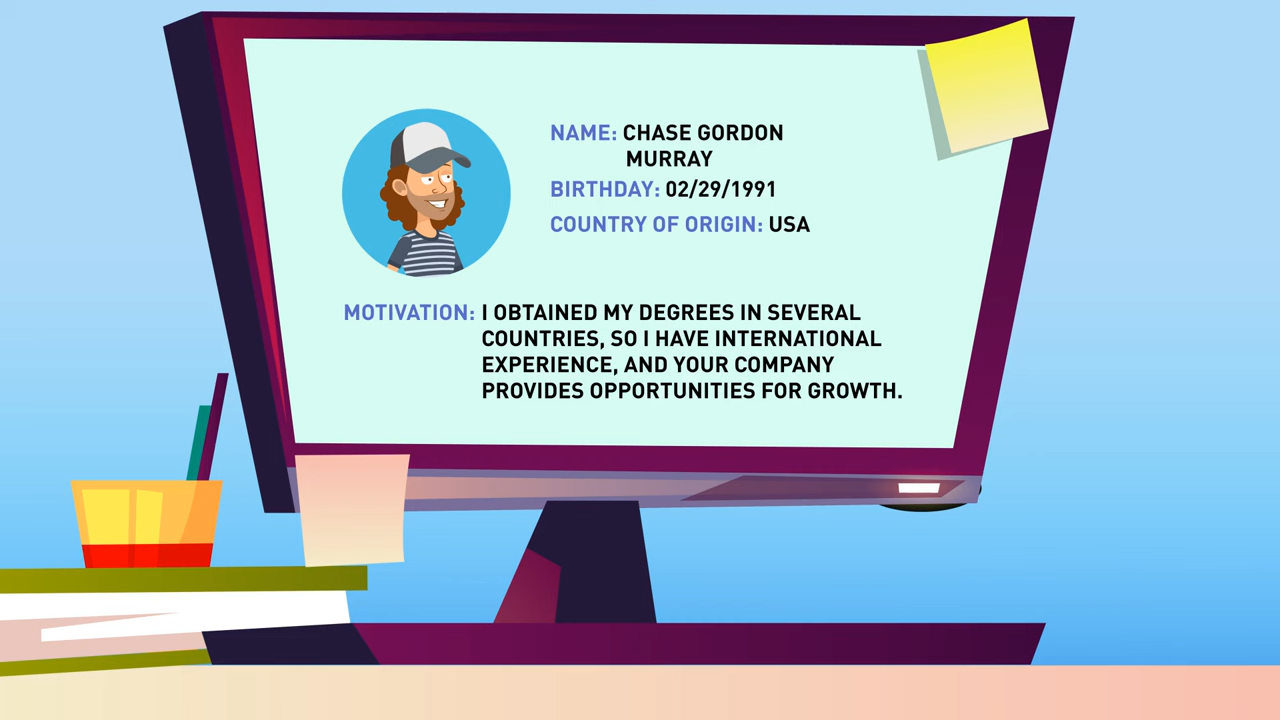 NAME: CHASE GORDON
MURRAY
BIRTHDAY: 02/29/1991
COUNTRY OF ORIGIN: USA
MOTIVATION: I OBTAINED MY DEGREES IN SEVERAL
COUNTRIES, SO I HAVE INTERNATIONAL
EXPERIENCE, AND YOUR COMPANY
PROVIDES OPPORTUNITIES FOR GROWTH.